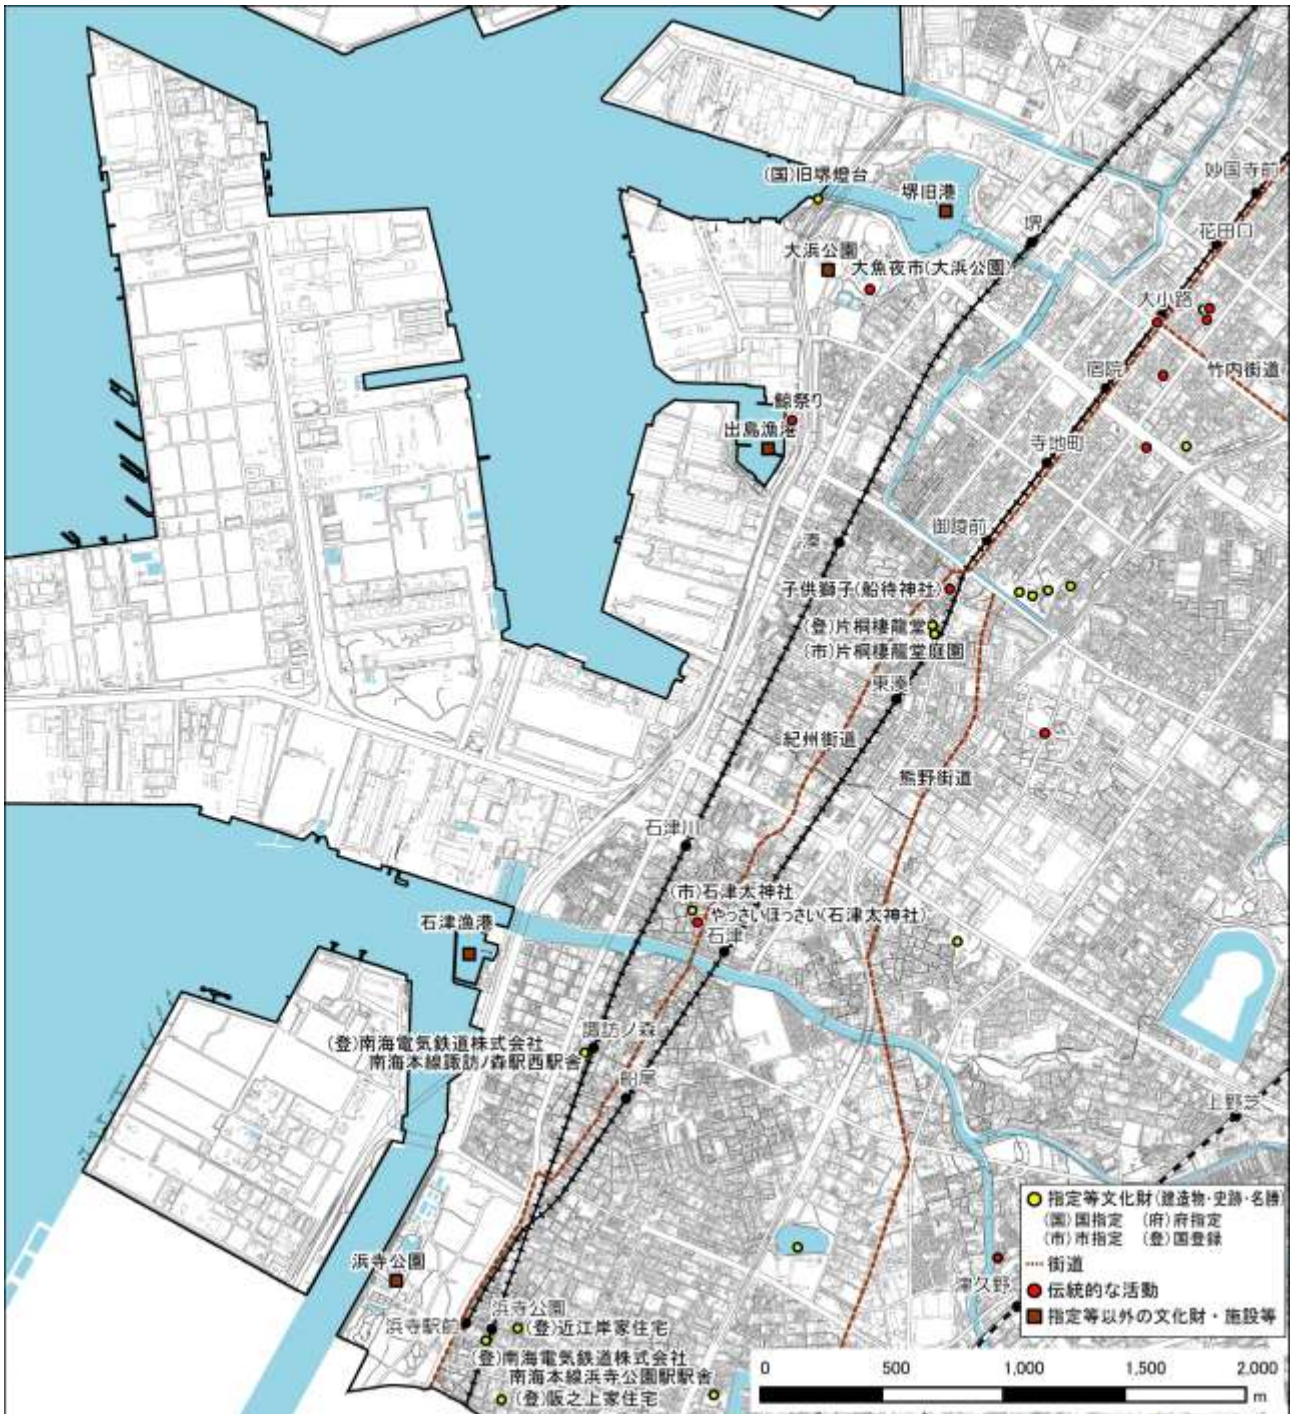 妙国寺前
(国)旧堺燈台
堺旧港
花田口
堺
大浜公園
大魚夜市(大浜公園)
大小路
竹内街道
宿院
鯨祭り
出島漁港
寺地町
御陵前
湊
子供獅子(船待神社)
(登)片桐棲龍堂
(市)片桐棲龍堂庭園
東湊
紀州街道
熊野街道
石津川
(市)石津太神社
やっさいほっさい(石津太神社)
石津漁港
石津
諏訪ノ森
(登)南海電気鉄道株式会社
南海本線諏訪ノ森駅西駅舎
船尾
上野芝
浜寺公園
津久野
浜寺公園
浜寺駅前
(登)近江岸家住宅
(登)南海電気鉄道株式会社
南海本線浜寺公園駅駅舎
(登)阪之上家住宅
指定等文化財(建造物・史跡・名勝)
(国)国指定 (府)府指定
(市)市指定 (登)国登録
街道
伝統的な活動
指定等以外の文化財・施設等
0 500 1,000 1,500 2,000
m